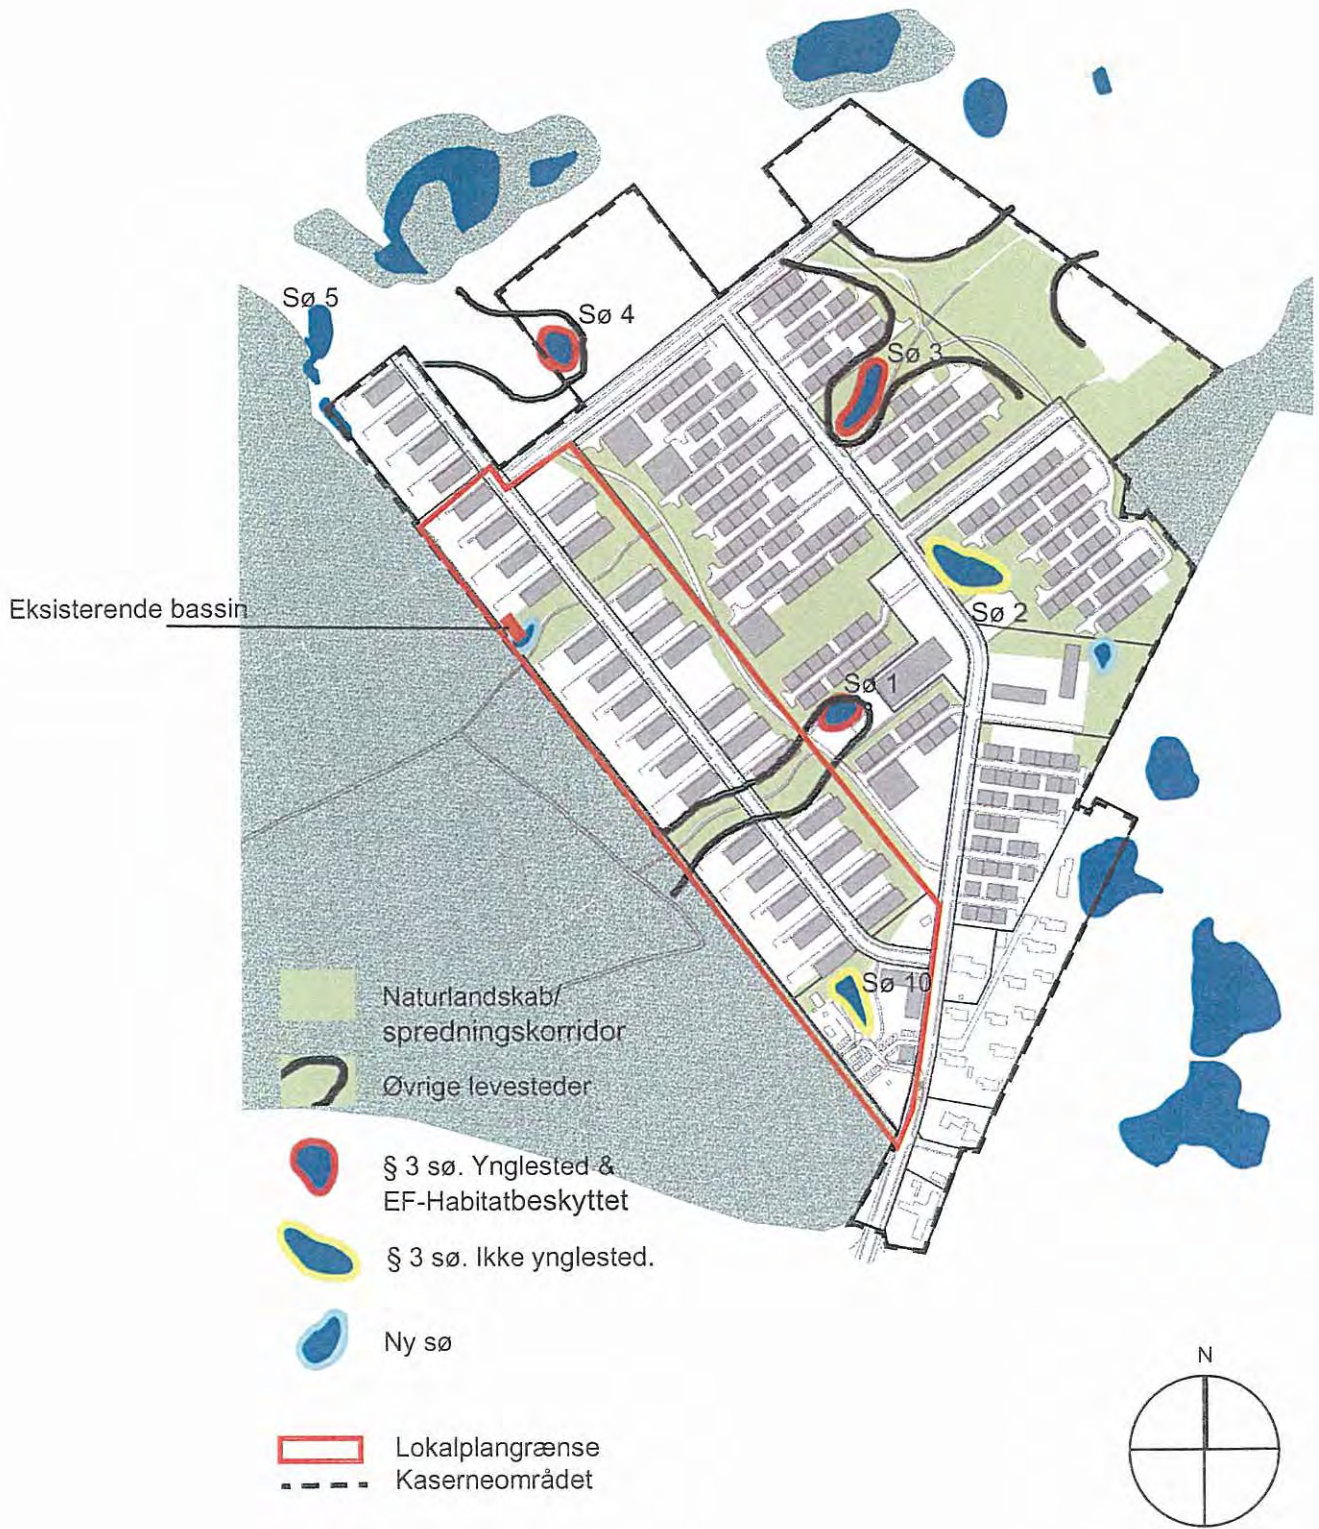 Sø 5
Sø 4
Sø 3
Eksisterende bassin
Sø 2
Sø 1
Sø 10
Naturlandskab/
spredningskorridor
Øvrige levesteder
§ 3 sø. Ynglested &
EF-Habitatbeskyttet
§ 3 sø. Ikke ynglested.
Ny sø
N
Lokalplangrænse
Kaserneområdet